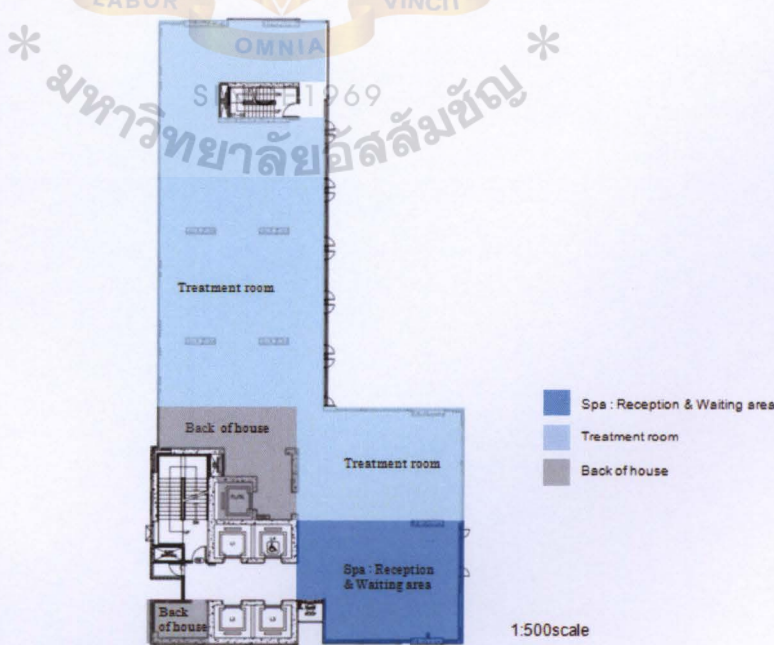 LABOR VINCIT
OMNIA
* มหาวิทยาลัยอัสสัมชัญ *
1969
Treatment room
Back of house
Treatment room
Spa : Reception
& Waiting area
Back
of house
Spa : Reception & Waiting area
Treatment room
Back of house
1:500scale